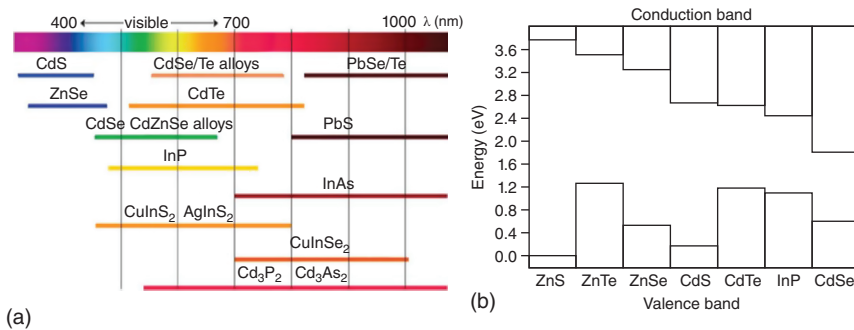 400 visible 700 1000 λ (nm)
CdS CdSe/Te alloys PbSe/Te
ZnSe CdTe
CdSe CdZnSe alloys PbS
InP
InAs
CuInS₂ AgInS₂
CuInSe₂
Cd₃P₂ Cd₃As₂
(a)
Conduction band
3.6
3.2
2.8
2.4
2.0
1.6
1.2
0.8
0.4
0.0
Energy (eV)
ZnS ZnTe ZnSe CdS CdTe InP CdSe
Valence band
(b)